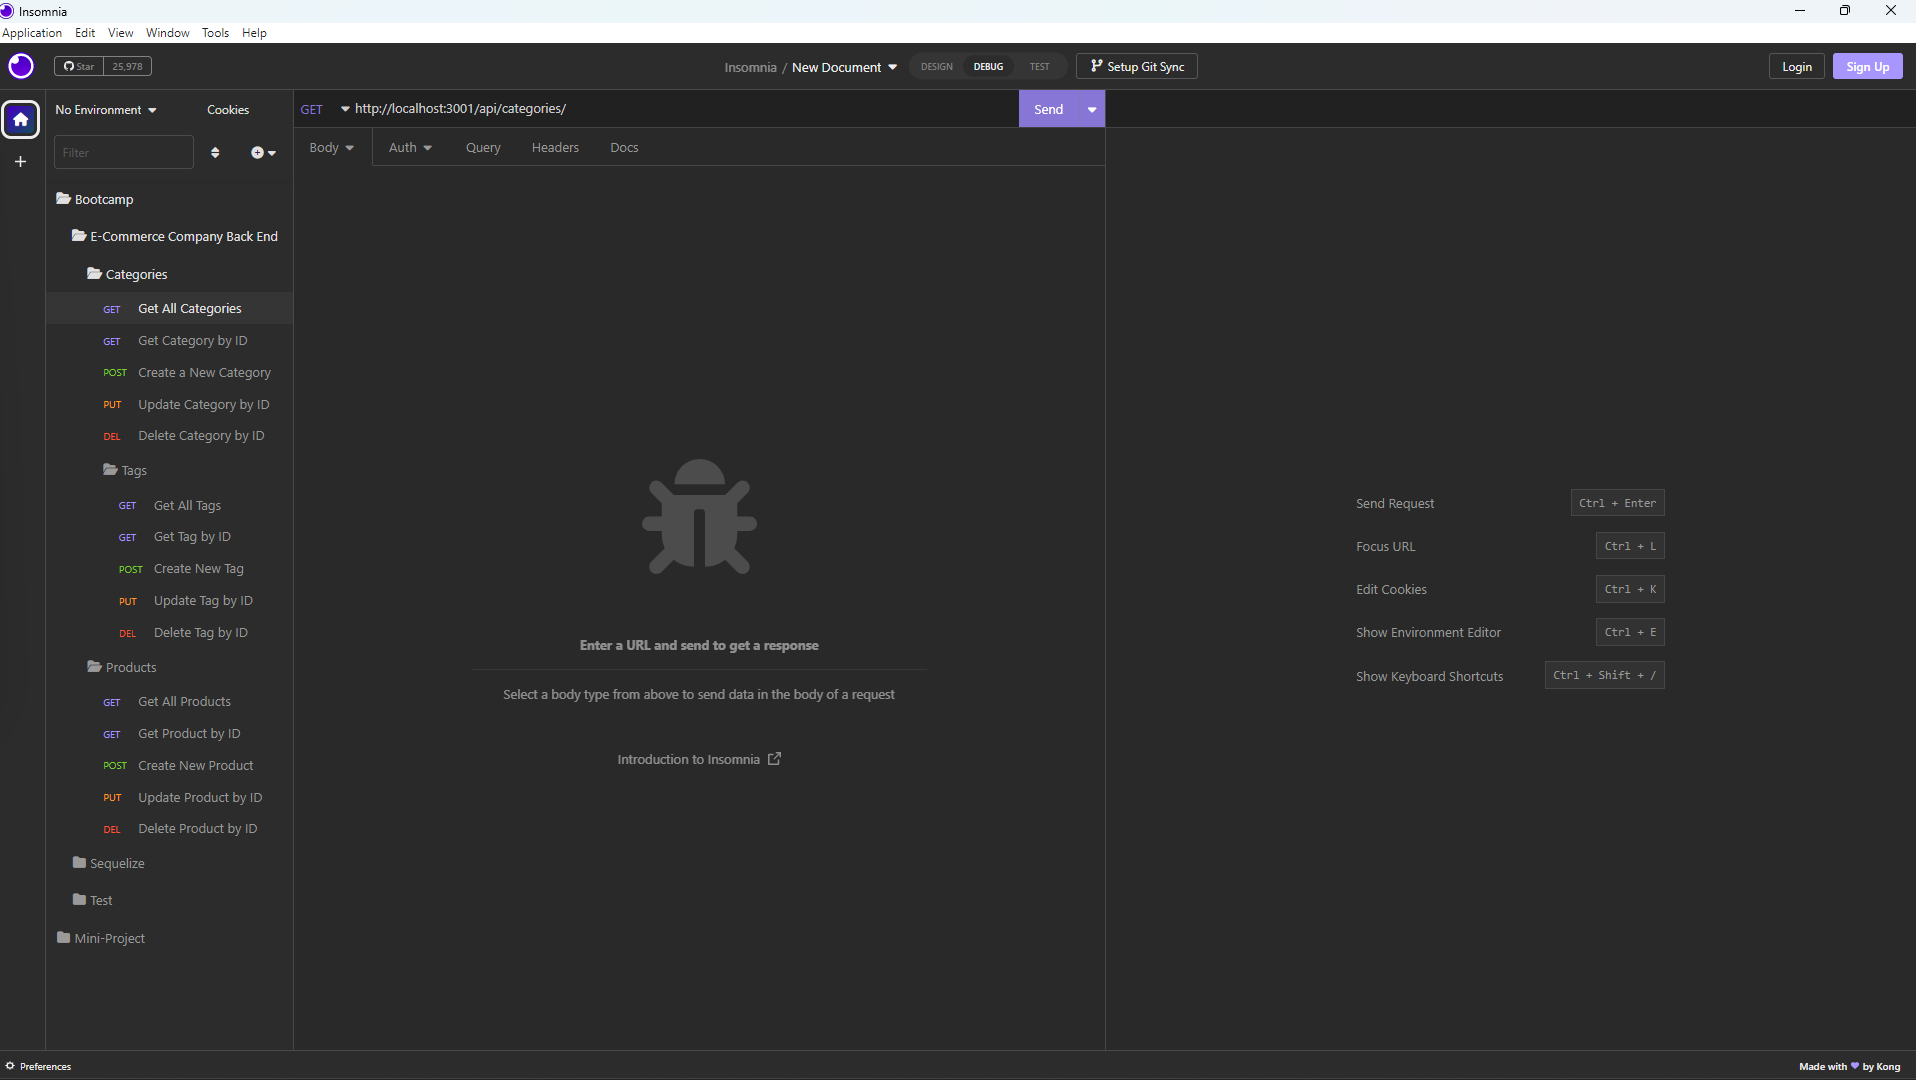 Insomnia
Application Edit View Window Tools Help
Star 25,978
Insomnia / New Document
DESIGN DEBUG TEST
Setup Git Sync
Login Sign Up
No Environment Cookies
Filter
Bootcamp
E-Commerce Company Back End
Categories
GET Get All Categories
GET Get Category by ID
POST Create a New Category
PUT Update Category by ID
DEL Delete Category by ID
Tags
GET Get All Tags
GET Get Tag by ID
POST Create New Tag
PUT Update Tag by ID
DEL Delete Tag by ID
Products
GET Get All Products
GET Get Product by ID
POST Create New Product
PUT Update Product by ID
DEL Delete Product by ID
Sequelize
Test
Mini-Project
GET http://localhost:3001/api/categories/ Send
Body Auth Query Headers Docs
Enter a URL and send to get a response
Select a body type from above to send data in the body of a request
Introduction to Insomnia
Send Request Ctrl + Enter
Focus URL Ctrl + L
Edit Cookies Ctrl + K
Show Environment Editor Ctrl + E
Show Keyboard Shortcuts Ctrl + Shift + /
Preferences
Made with 💜 by Kong